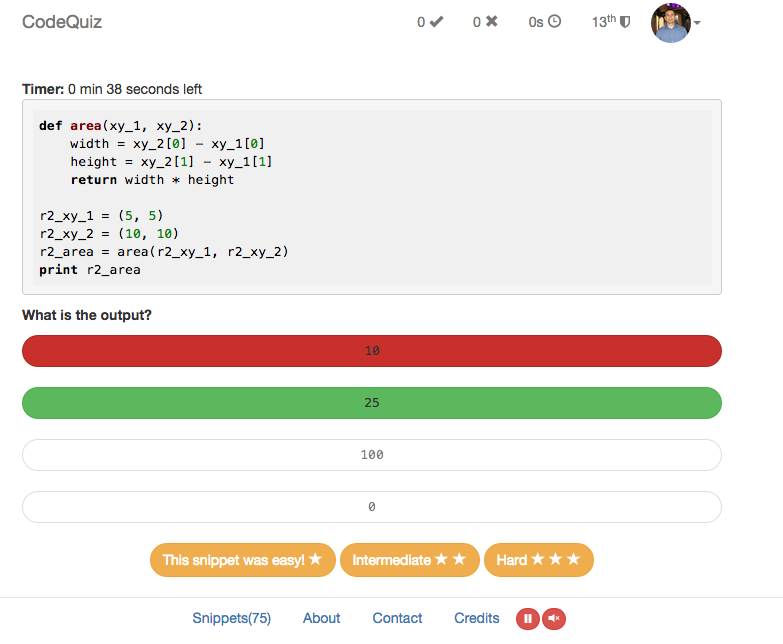 CodeQuiz
0 0 0s 13th
Timer: 0 min 38 seconds left
def area(xy_1, xy_2):
    width = xy_2[0] - xy_1[0]
    height = xy_2[1] - xy_1[1]
    return width * height

r2_xy_1 = (5, 5)
r2_xy_2 = (10, 10)
r2_area = area(r2_xy_1, r2_xy_2)
print r2_area
What is the output?
10
25
100
0
This snippet was easy! Intermediate Hard
Snippets(75) About Contact Credits